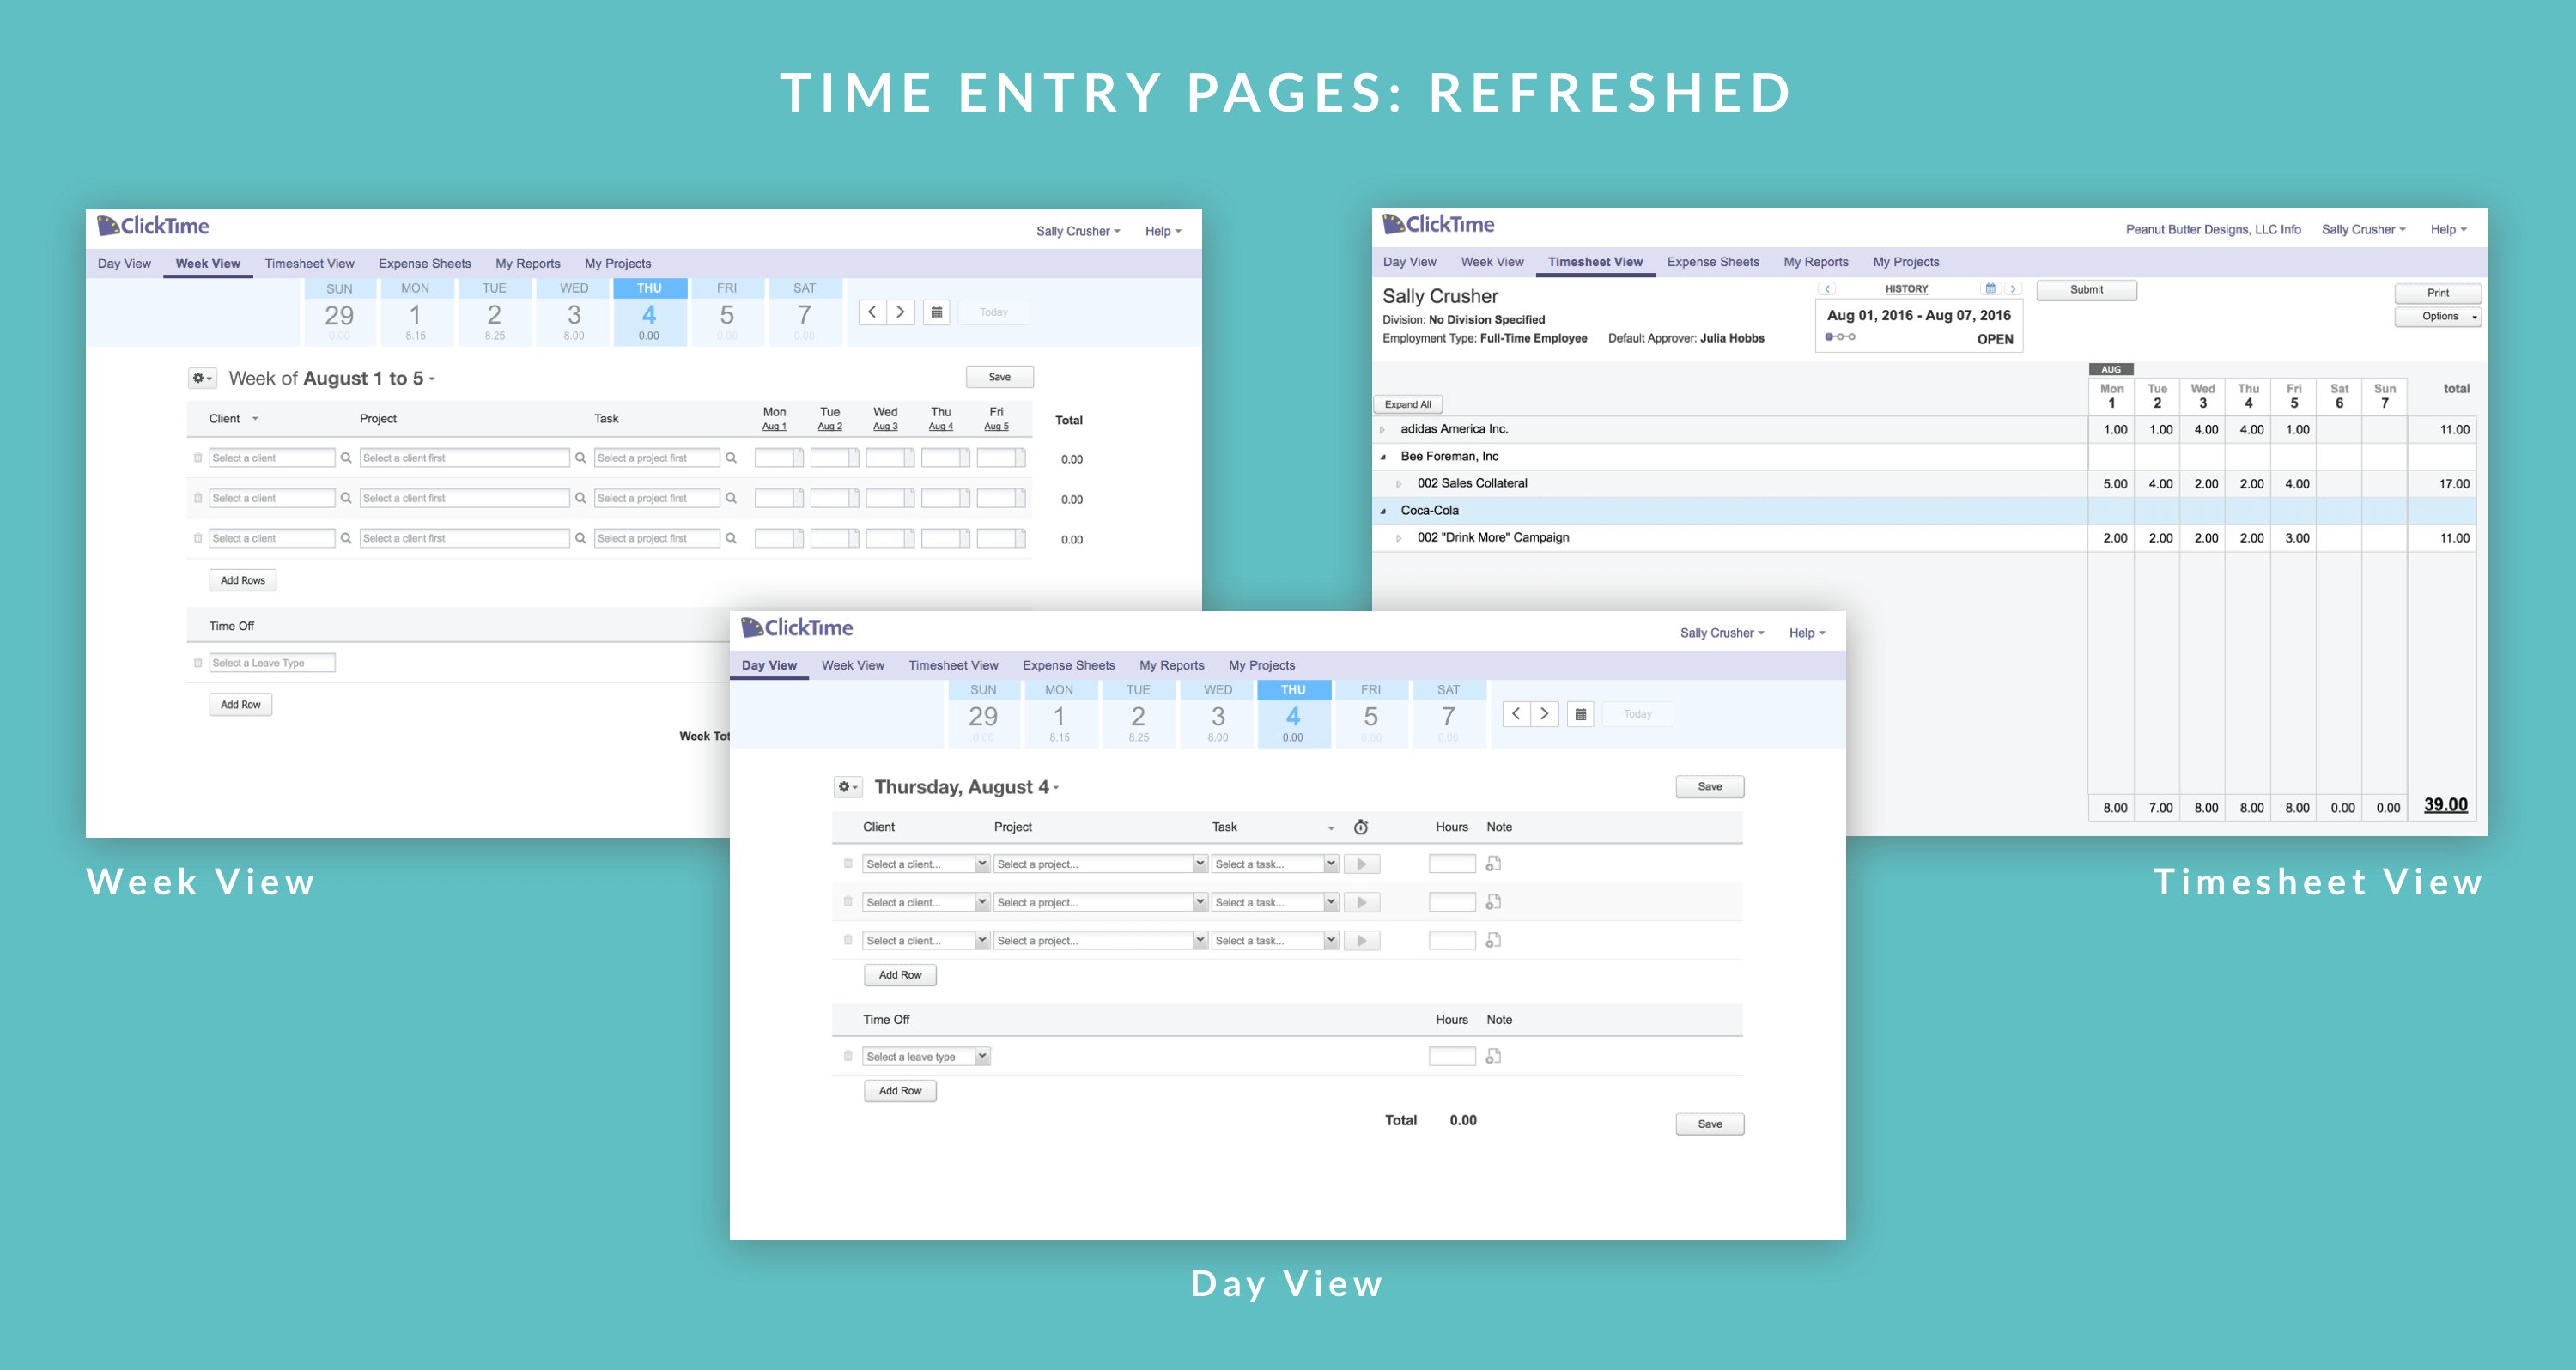 TIME ENTRY PAGES: REFRESHED
ClickTime
Sally Crusher Help
Day View Week View Timesheet View Expense Sheets My Reports My Projects
SUN MON TUE WED THU FRI SAT
29 1 2 3 4 5 7
0.00 8.15 8.25 8.00 0.00 0.00 0.00
Today
Week of August 1 to 5
Save
Client Project Task Mon Tue Wed Thu Fri Total
Aug 1 Aug 2 Aug 3 Aug 4 Aug 5
Select a client Select a client first Select a project first 0.00
Select a client Select a client first Select a project first 0.00
Select a client Select a client first Select a project first 0.00
Add Rows
Time Off
Select a Leave Type
Add Row
Week Tot
Week View
ClickTime
Peanut Butter Designs, LLC Info Sally Crusher Help
Day View Week View Timesheet View Expense Sheets My Reports My Projects
Sally Crusher
Division: No Division Specified
Employment Type: Full-Time Employee Default Approver: Julia Hobbs
HISTORY
Aug 01, 2016 - Aug 07, 2016
OPEN
Submit
Print
Options
AUG
Mon Tue Wed Thu Fri Sat Sun total
1 2 3 4 5 6 7
Expand All
adidas America Inc. 1.00 1.00 4.00 4.00 1.00 11.00
Bee Foreman, Inc
002 Sales Collateral 5.00 4.00 2.00 2.00 4.00 17.00
Coca-Cola
002 "Drink More" Campaign 2.00 2.00 2.00 2.00 3.00 11.00
8.00 7.00 8.00 8.00 8.00 0.00 0.00 39.00
Timesheet View
ClickTime
Sally Crusher Help
Day View Week View Timesheet View Expense Sheets My Reports My Projects
SUN MON TUE WED THU FRI SAT
29 1 2 3 4 5 7
0.00 8.15 8.25 8.00 0.00 0.00 0.00
Today
Thursday, August 4
Save
Client Project Task Hours Note
Select a client... Select a project... Select a task...
Select a client... Select a project... Select a task...
Select a client... Select a project... Select a task...
Add Row
Time Off Hours Note
Select a leave type
Add Row
Total 0.00
Save
Day View